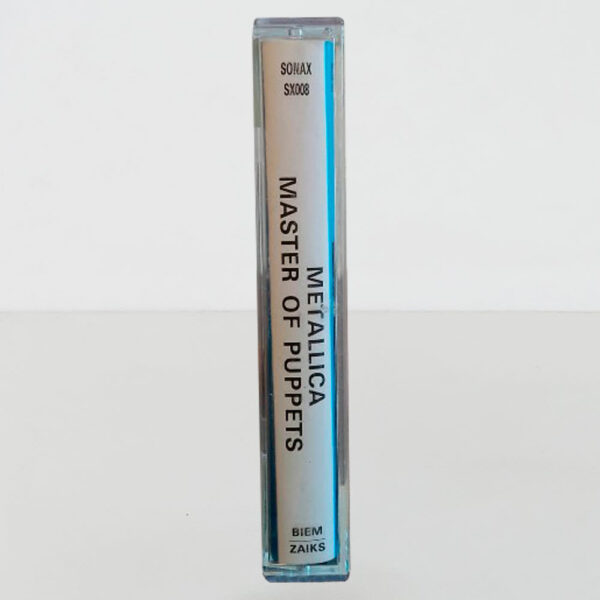 SONAX
SX008
METALLICA
MASTER OF PUPPETS
BIEM
ZAIKS